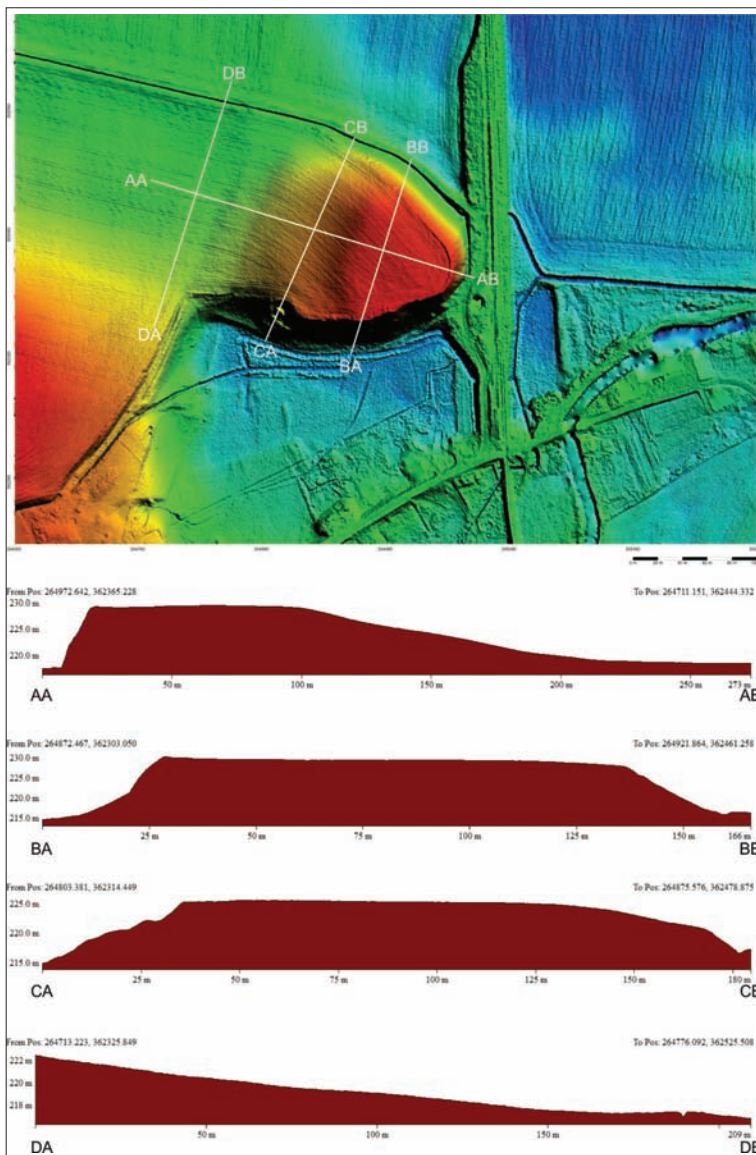 DB
CB
BB
AA
AB
DA
CA
BA
From Pos: 264972.642, 362365.228 To Pos: 264711.151, 362444.332
230.0 m
225.0 m
220.0 m
50 m 100 m 150 m 200 m 250 m 273 m
AA AB
From Pos: 264872.467, 362303.050 To Pos: 264921.864, 362461.258
230.0 m
225.0 m
220.0 m
215.0 m
25 m 50 m 75 m 100 m 125 m 150 m 166 m
BA BB
From Pos: 264803.381, 362314.449 To Pos: 264875.576, 362478.875
225.0 m
220.0 m
215.0 m
25 m 50 m 75 m 100 m 125 m 150 m 180 m
CA CB
From Pos: 264713.223, 362325.849 To Pos: 264776.092, 362525.508
222 m
220 m
218 m
50 m 100 m 150 m 209 m
DA DB